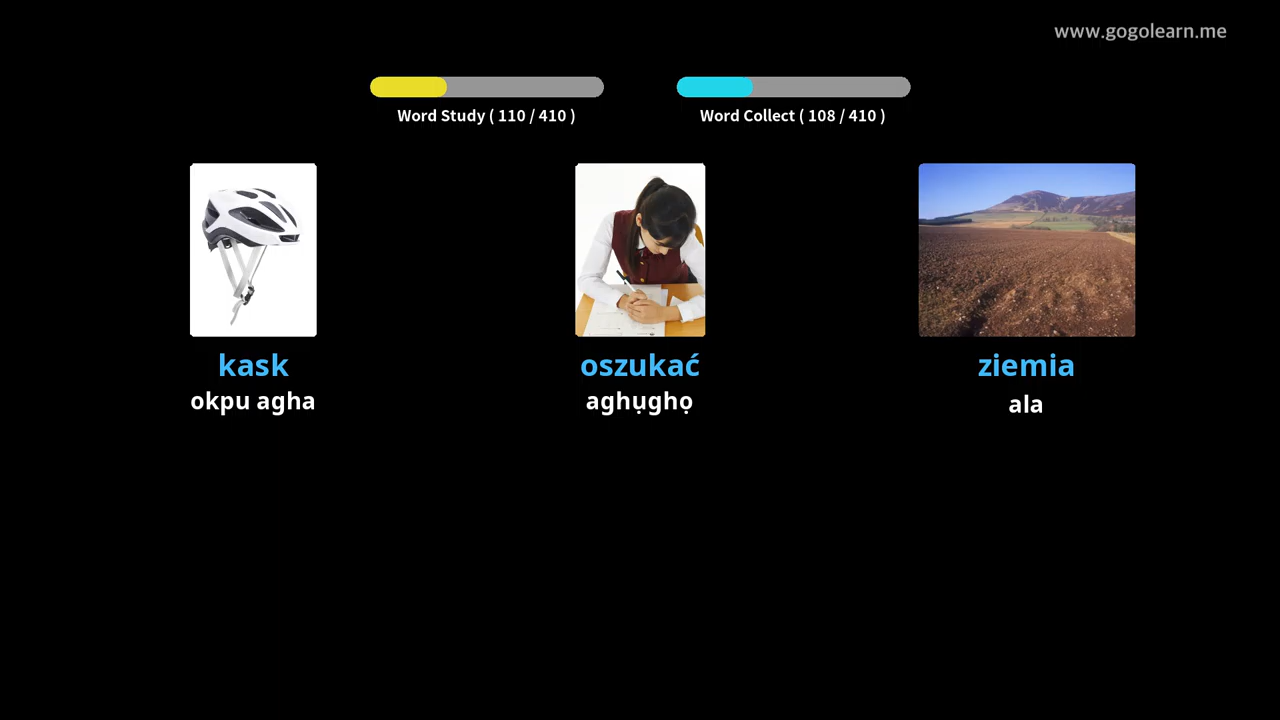 www.gogolearn.me
Word Study ( 110 / 410 )
Word Collect ( 108 / 410 )
kask
oszukać
ziemia
okpu agha
aghụghọ
ala